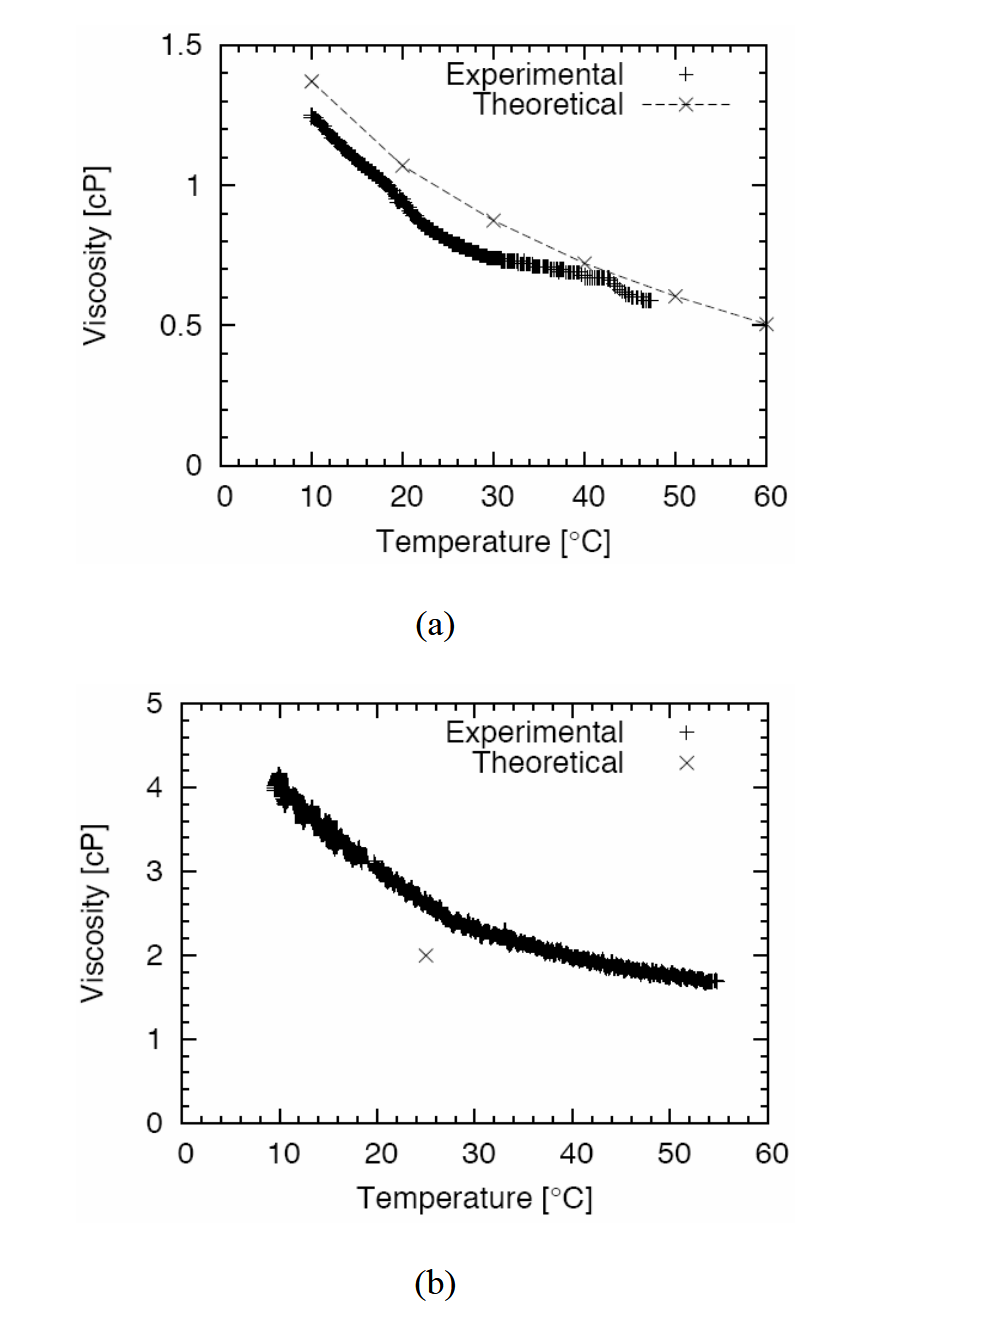 1.5
Experimental
Theoretical
1
Viscosity [cP]
0.5
0
0 10 20 30 40 50 60
Temperature [°C]
(a)
5
Experimental
Theoretical
4
3
Viscosity [cP]
2
1
0
0 10 20 30 40 50 60
Temperature [°C]
(b)